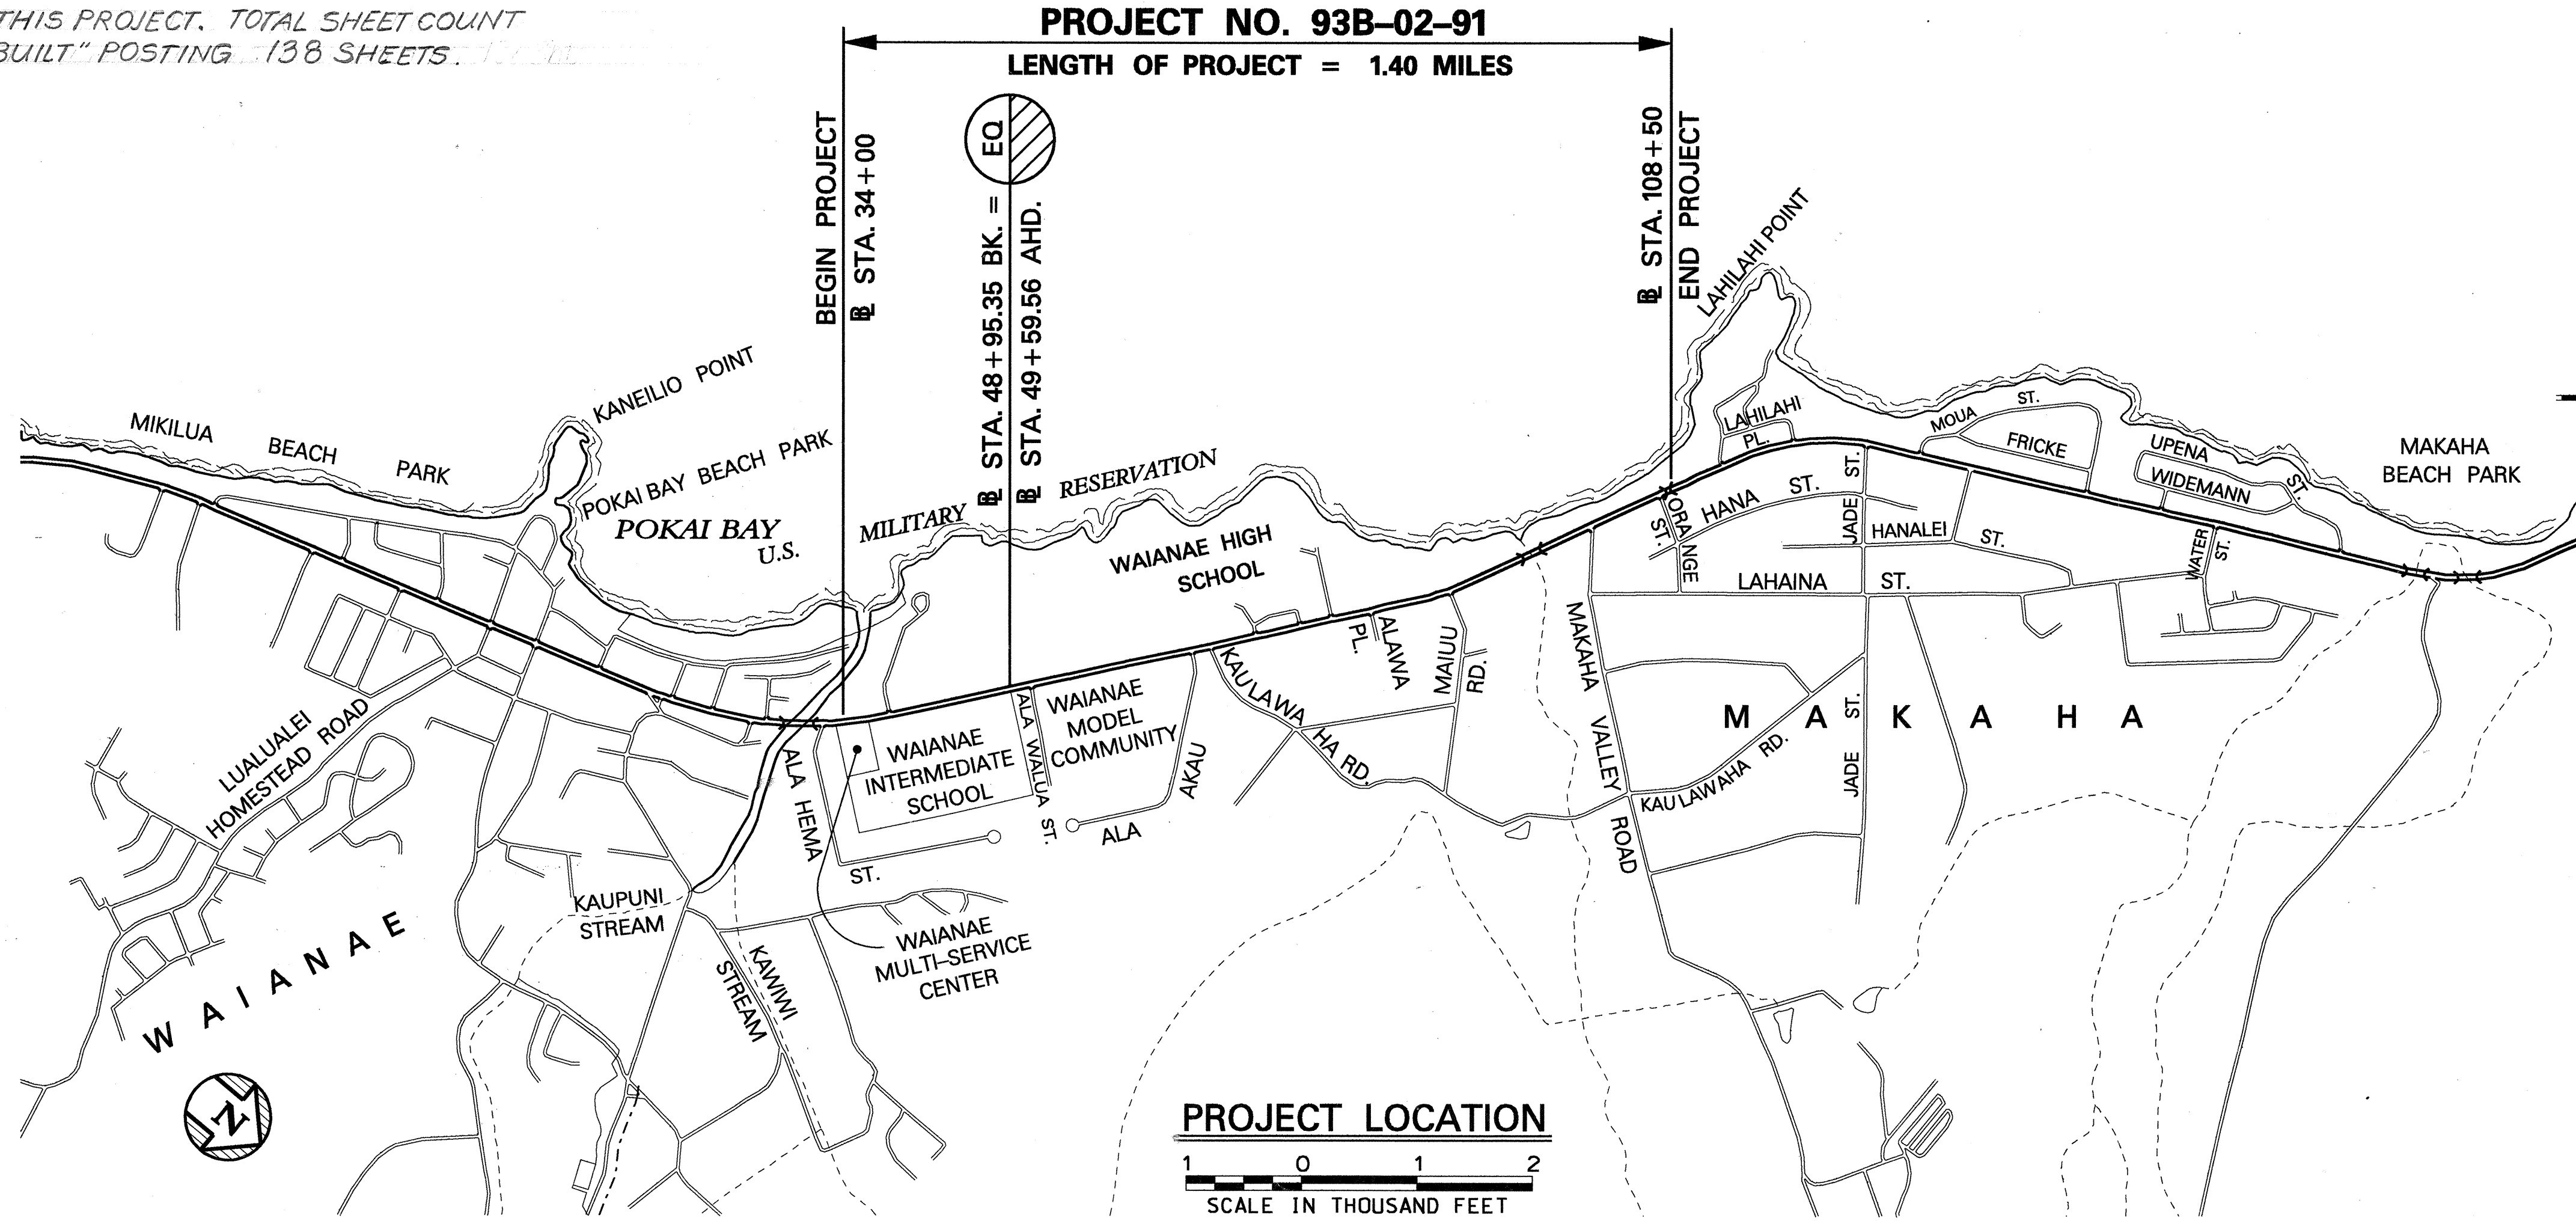 THIS PROJECT. TOTAL SHEET COUNT
BUILT" POSTING 138 SHEETS.
PROJECT NO. 93B–02–91
LENGTH OF PROJECT = 1.40 MILES
BEGIN PROJECT
℄ STA. 34+00
EQ
℄ STA. 48+95.35 BK. =
℄ STA. 49+59.56 AHD.
℄ STA. 108+50
END PROJECT
LAHILAHI POINT
KANEILIO POINT
MIKILUA BEACH PARK
POKAI BAY BEACH PARK
POKAI BAY
U.S. MILITARY RESERVATION
WAIANAE HIGH
SCHOOL
LAHILAHI
PL.
MOUA ST.
FRICKE
UPENA ST.
WIDEMANN
MAKAHA
BEACH PARK
ORANGE
ST.
HANA ST.
JADE ST.
HANALEI ST.
WATER
ST.
LAHAINA ST.
LUALUALEI
HOMESTEAD ROAD
ALA HEMA
ST.
WAIANAE
INTERMEDIATE
SCHOOL
ALA WALUA ST.
WAIANAE
MODEL
COMMUNITY
ALA AKAU
KAULAWAHA RD.
ALAWA
PL.
MAIUU
RD.
MAKAHA VALLEY ROAD
KAULAWAHA RD.
JADE ST.
MAKAHA
KAUPUNI
STREAM
WAIANAE
KAWIWI
STREAM
WAIANAE
MULTI–SERVICE
CENTER
N
PROJECT LOCATION
1 0 1 2
SCALE IN THOUSAND FEET